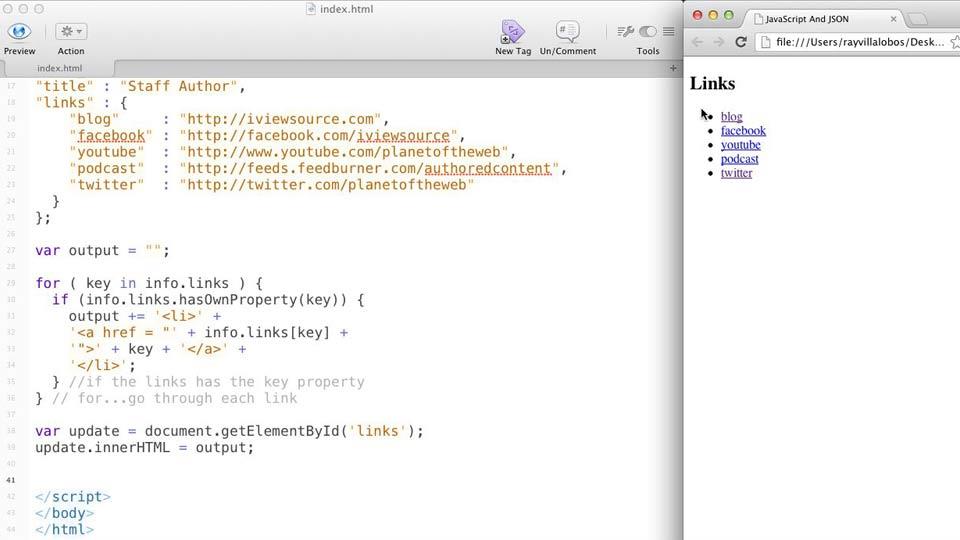 index.html
Preview
Action
New Tag
Un/Comment
Tools
index.html
+
17 "title" : "Staff Author",
18 "links" : {
19 "blog" : "http://iviewsource.com",
20 "facebook" : "http://facebook.com/iviewsource",
21 "youtube" : "http://www.youtube.com/planetoftheweb",
22 "podcast" : "http://feeds.feedburner.com/authoredcontent",
23 "twitter" : "http://twitter.com/planetoftheweb"
24 }
25 };
26
27 var output = "";
28
29 for ( key in info.links ) {
30 if (info.links.hasOwnProperty(key)) {
31 output += '<li>' +
32 '<a href = "' + info.links[key] +
33 '">' + key + '</a>' +
34 '</li>';
35 } //if the links has the key property
36 } // for...go through each link
37
38 var update = document.getElementById('links');
39 update.innerHTML = output;
40
41
42 </script>
43 </body>
44 </html>
JavaScript And JSON
file:///Users/rayvillalobos/Desk...
Links
• blog
• facebook
• youtube
• podcast
• twitter